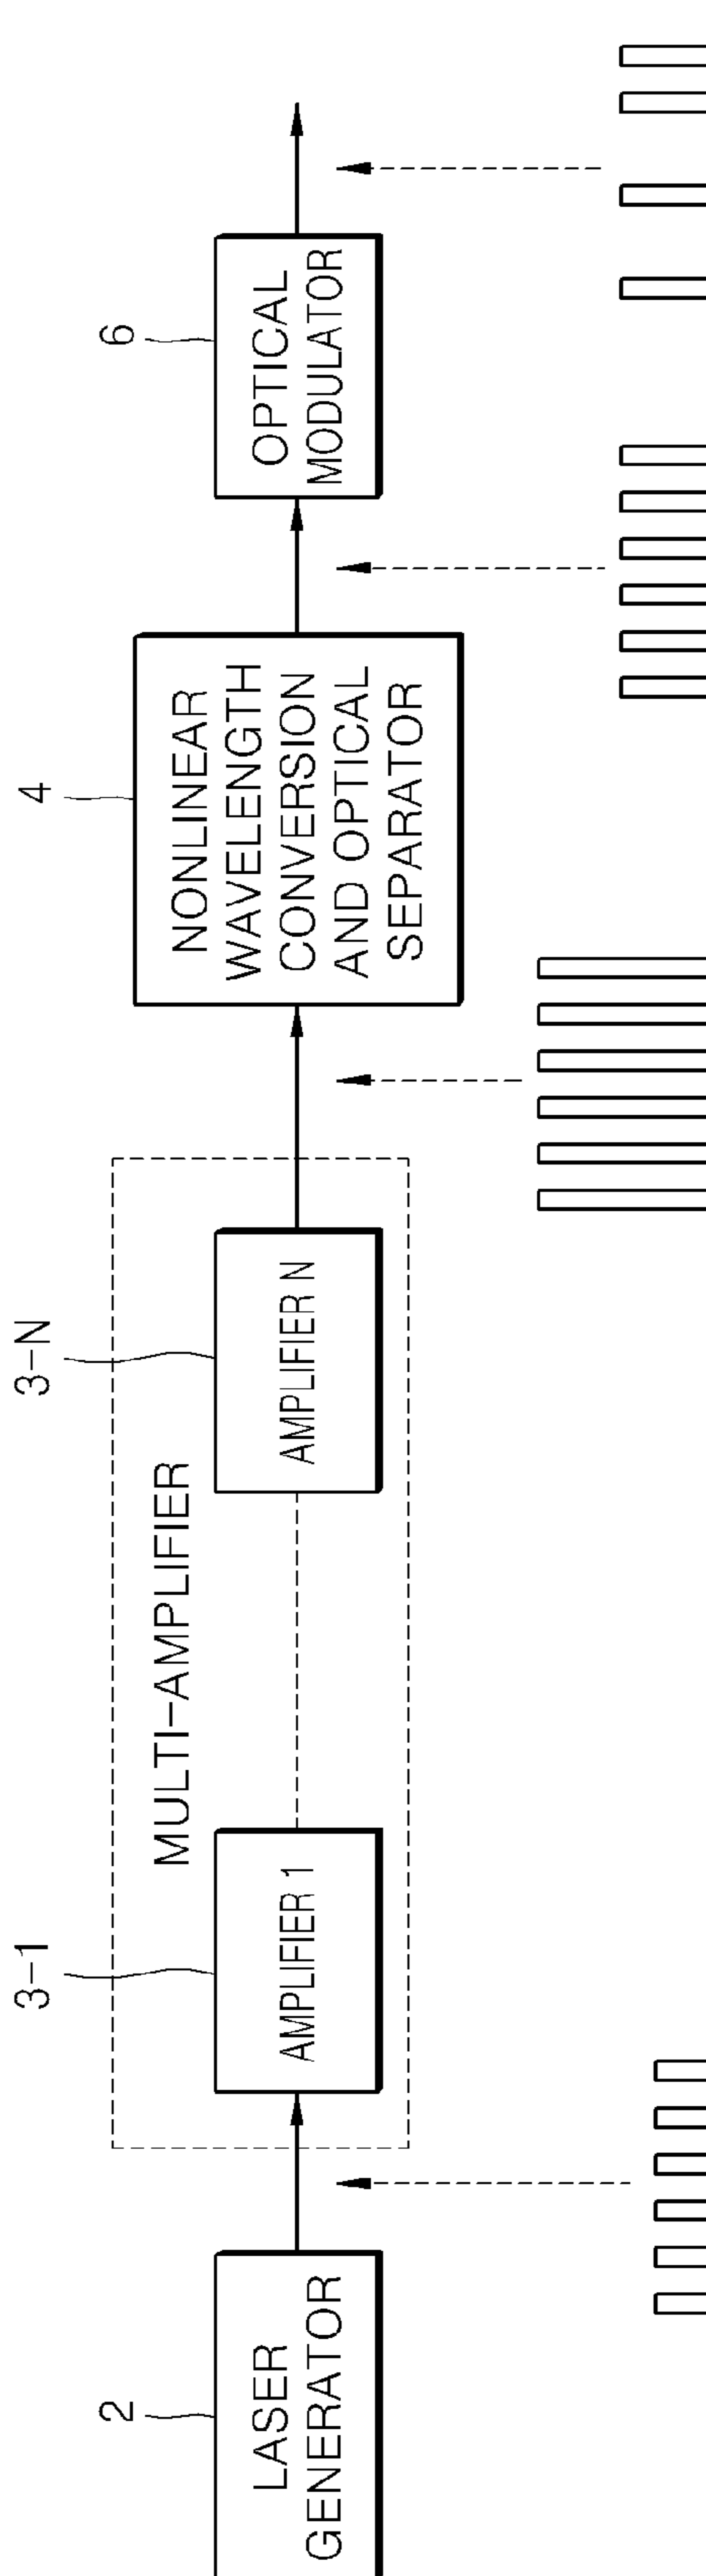 2
LASER
GENERATOR
3-1
AMPLIFIER 1
MULTI-AMPLIFIER
3-N
AMPLIFIER N
4
NONLINEAR
WAVELENGTH
CONVERSION
AND OPTICAL
SEPARATOR
6
OPTICAL
MODULATOR